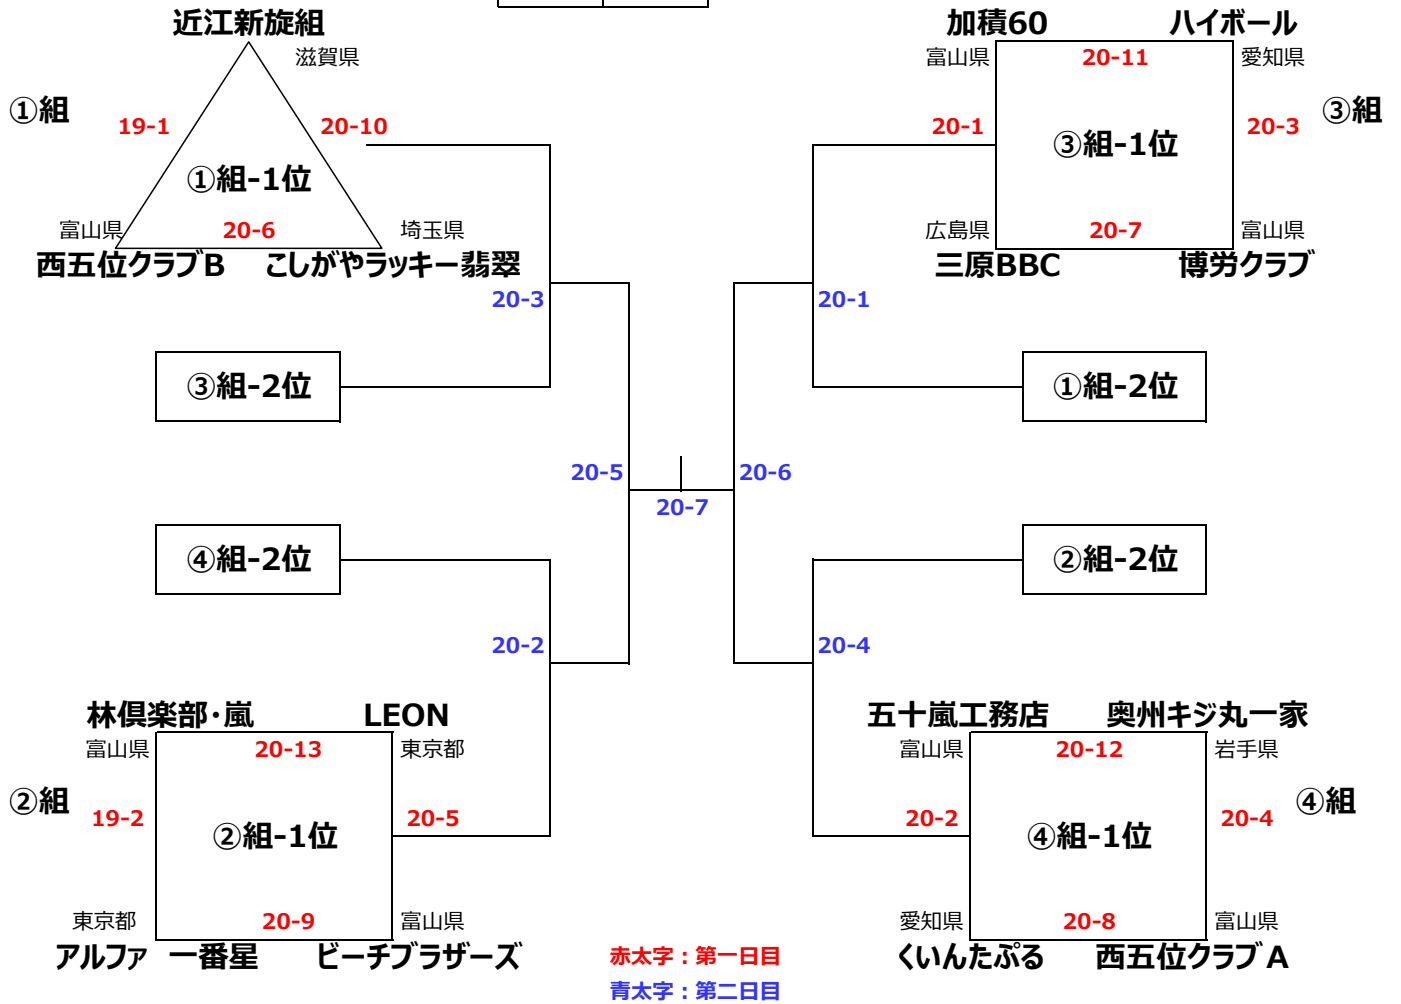 近江新旋組
加積60 ハイボール
滋賀県
富山県 20-11 愛知県
①組
19-1 20-10
20-1 ③組-1位 20-3 ③組
①組-1位
富山県 20-6 埼玉県
広島県 20-7 富山県
西五位クラブB こしがやラッキー翡翠
三原BBC 博労クラブ
20-3 20-1
③組-2位 ①組-2位
20-5 20-6
20-7
④組-2位 ②組-2位
20-2 20-4
林倶楽部・嵐 LEON
五十嵐工務店 奥州キジ丸一家
富山県 20-13 東京都
富山県 20-12 岩手県
②組 19-2 ②組-1位 20-5
20-2 ④組-1位 20-4 ④組
東京都 20-9 富山県
愛知県 20-8 富山県
アルファ 一番星 ビーチブラザーズ
くいんたぷる 西五位クラブA
赤太字：第一日目
青太字：第二日目